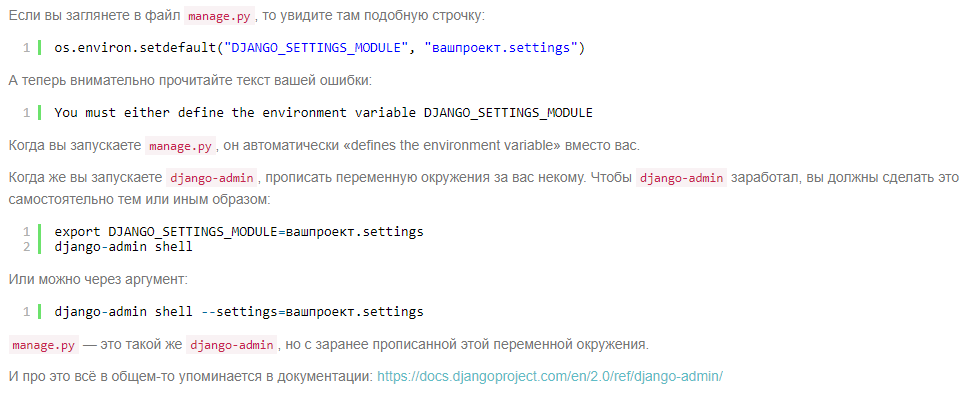 Если вы заглянете в файл manage.py, то увидите там подобную строчку:
1 os.environ.setdefault("DJANGO_SETTINGS_MODULE", "вашпроект.settings")
А теперь внимательно прочитайте текст вашей ошибки:
1 You must either define the environment variable DJANGO_SETTINGS_MODULE
Когда вы запускаете manage.py, он автоматически «defines the environment variable» вместо вас.
Когда же вы запускаете django-admin, прописать переменную окружения за вас некому. Чтобы django-admin заработал, вы должны сделать это
самостоятельно тем или иным образом:
1 export DJANGO_SETTINGS_MODULE=вашпроект.settings
2 django-admin shell
Или можно через аргумент:
1 django-admin shell --settings=вашпроект.settings
manage.py — это такой же django-admin, но с заранее прописанной этой переменной окружения.
И про это всё в общем-то упоминается в документации: https://docs.djangoproject.com/en/2.0/ref/django-admin/